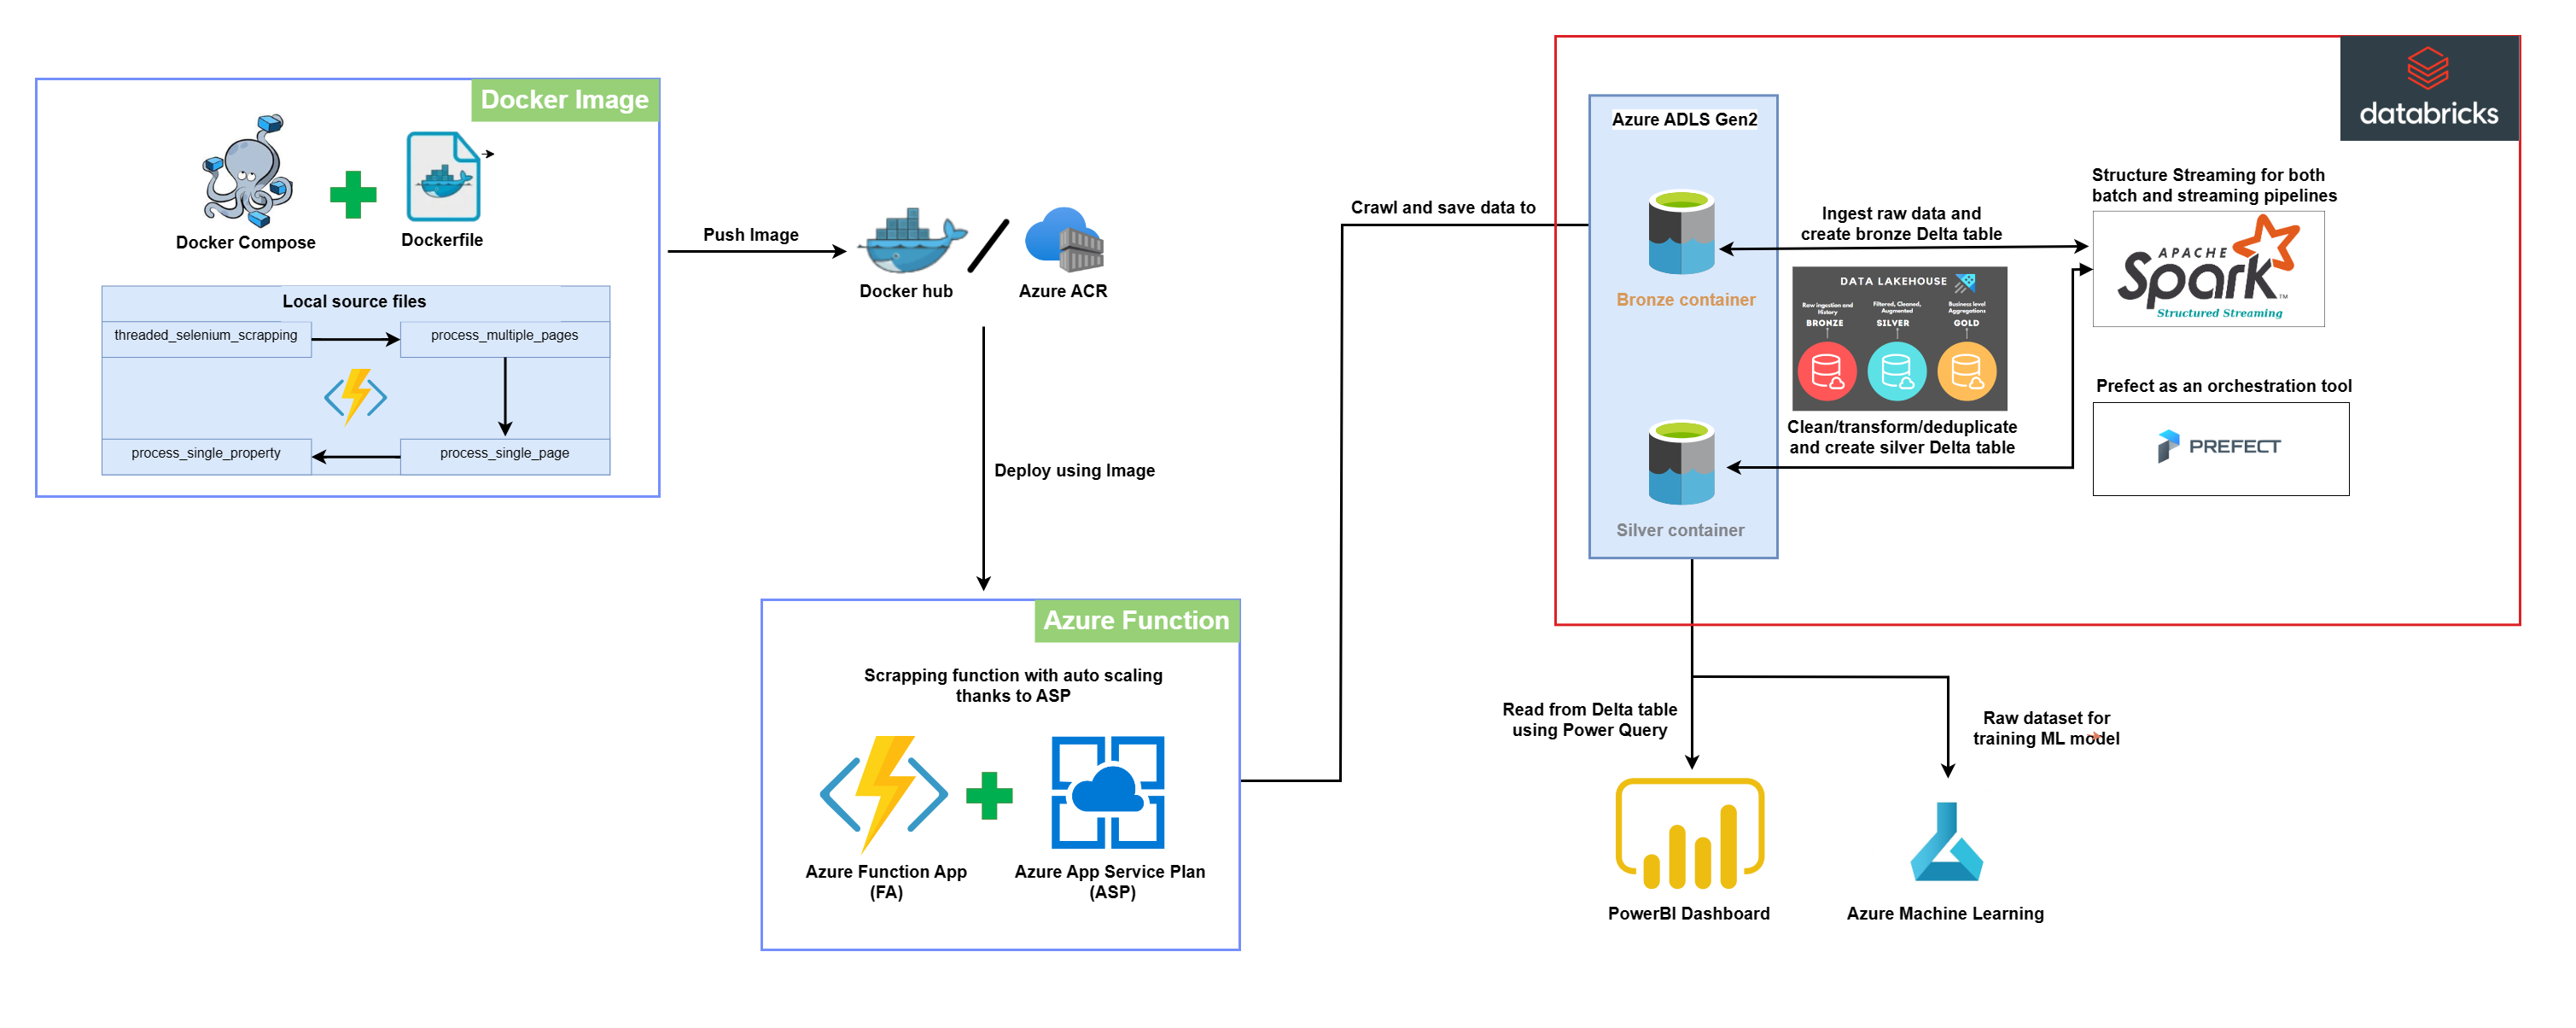 Docker Image
Docker Compose
Dockerfile
Local source files
threaded_selenium_scrapping
process_multiple_pages
process_single_property
process_single_page
Push Image
Docker hub
Azure ACR
Deploy using Image
Azure Function
Scrapping function with auto scaling
thanks to ASP
Azure Function App
(FA)
Azure App Service Plan
(ASP)
Crawl and save data to
databricks
Azure ADLS Gen2
Bronze container
Silver container
Ingest raw data and
create bronze Delta table
DATA LAKEHOUSE
Raw ingestion and
History
BRONZE
Filtered, Cleaned,
Augmented
SILVER
Business level
Aggregations
GOLD
Clean/transform/deduplicate
and create silver Delta table
Structure Streaming for both
batch and streaming pipelines
APACHE
Spark™
Structured Streaming
Prefect as an orchestration tool
PREFECT
Read from Delta table
using Power Query
Raw dataset for
training ML model
PowerBI Dashboard
Azure Machine Learning